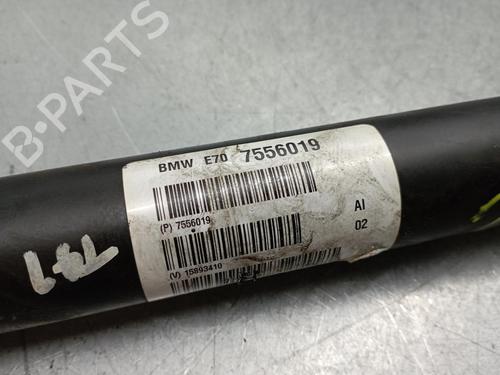 B-PARTS
BMW E70 7556019
(P) 7556019
AI
02
(V) 15893410